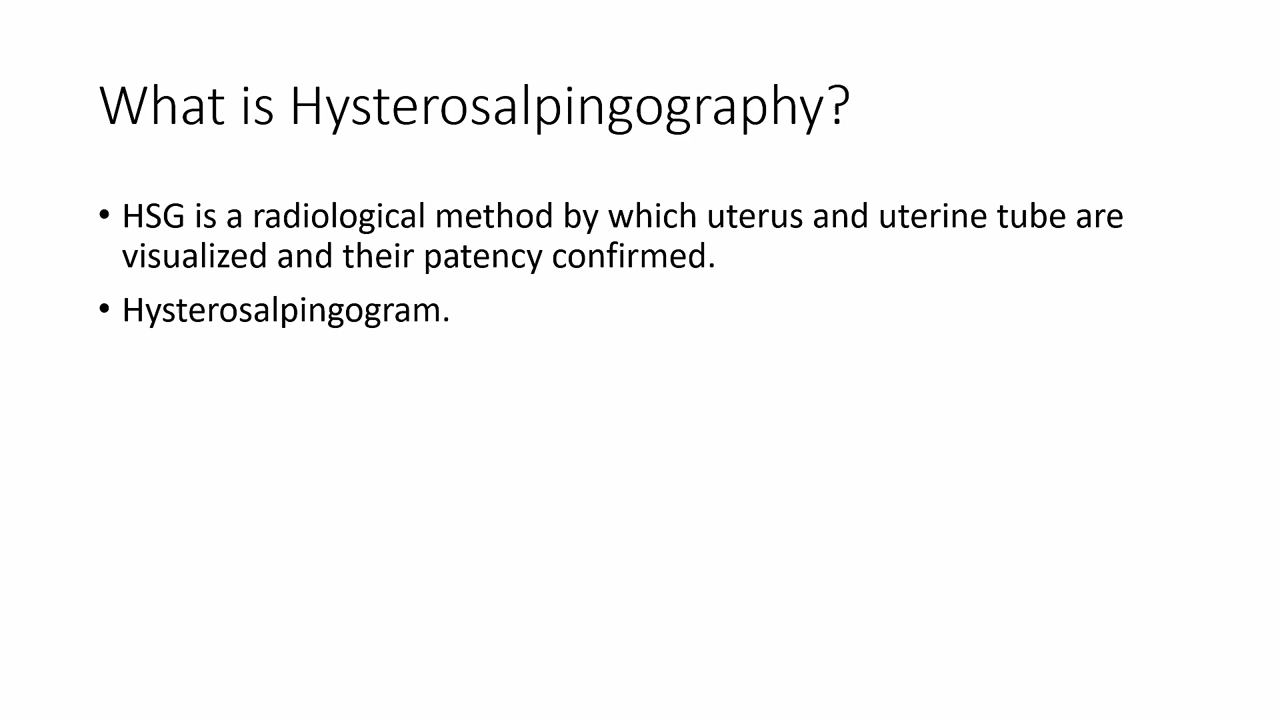 What is Hysterosalpingography?
• HSG is a radiological method by which uterus and uterine tube are
visualized and their patency confirmed.
• Hysterosalpingogram.